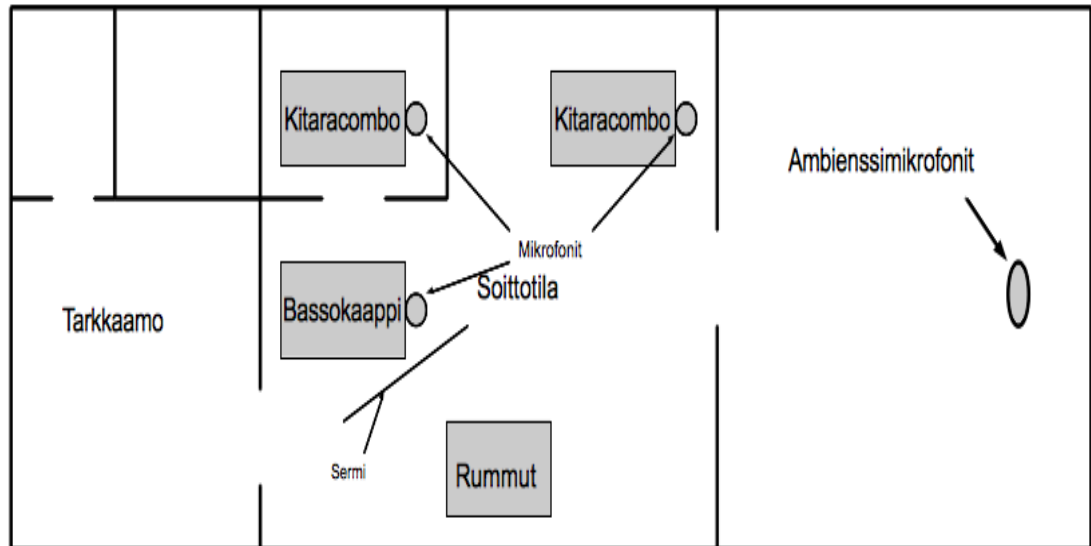 Kitaracombo
Kitaracombo
Ambienssimikrofonit
Mikrofonit
Soittotila
Bassokaappi
Tarkkaamo
Sermi
Rummut